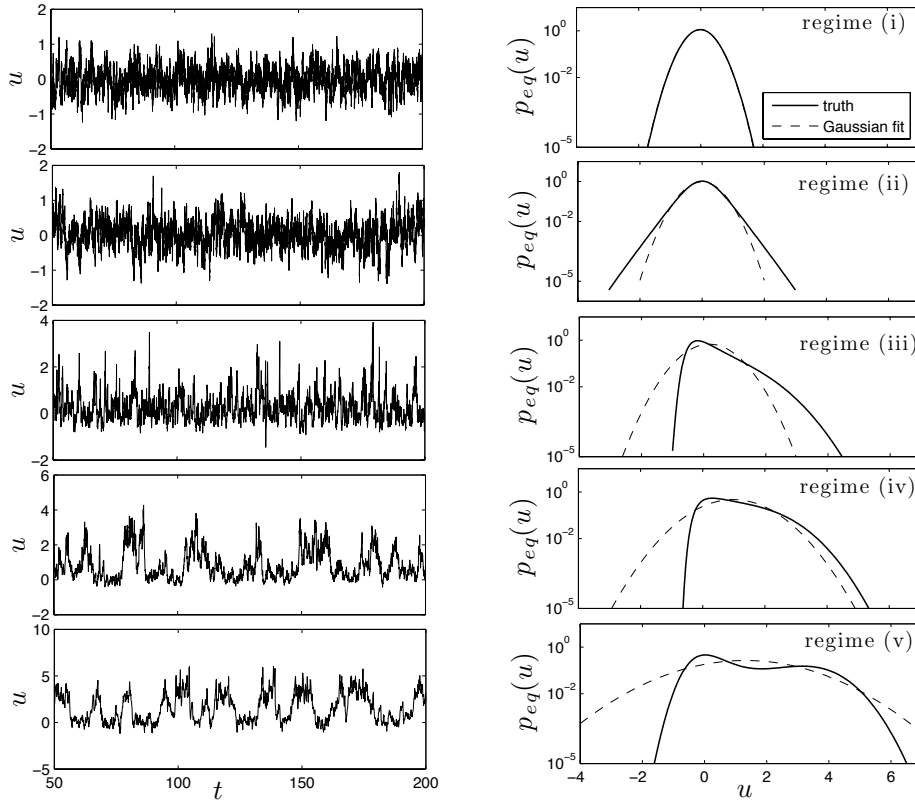 2
1
0
−1
−2
u
2
1
0
−1
−2
u
4
2
0
−2
u
6
4
2
0
−2
u
10
5
0
−5
u
50
100
150
200
t
regime (i)
10^0
10^−2
10^−5
p_eq(u)
truth
Gaussian fit
regime (ii)
10^0
10^−2
10^−5
p_eq(u)
regime (iii)
10^0
10^−2
10^−5
p_eq(u)
regime (iv)
10^0
10^−2
10^−5
p_eq(u)
regime (v)
10^0
10^−2
10^−5
p_eq(u)
−4
−2
0
2
4
6
u